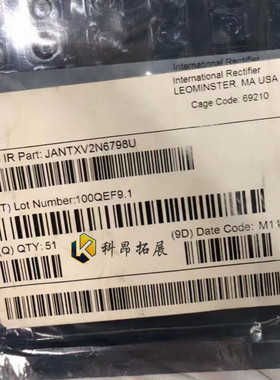 International Rectifier
International Rectifier
LEOMINSTER, MA USA
Cage Code: 69210
IR Part: JANTXV2N6798U
T) Lot Number:100QEF9.1
(Q) QTY: 51
(9D) Date Code: M11
科昂拓展